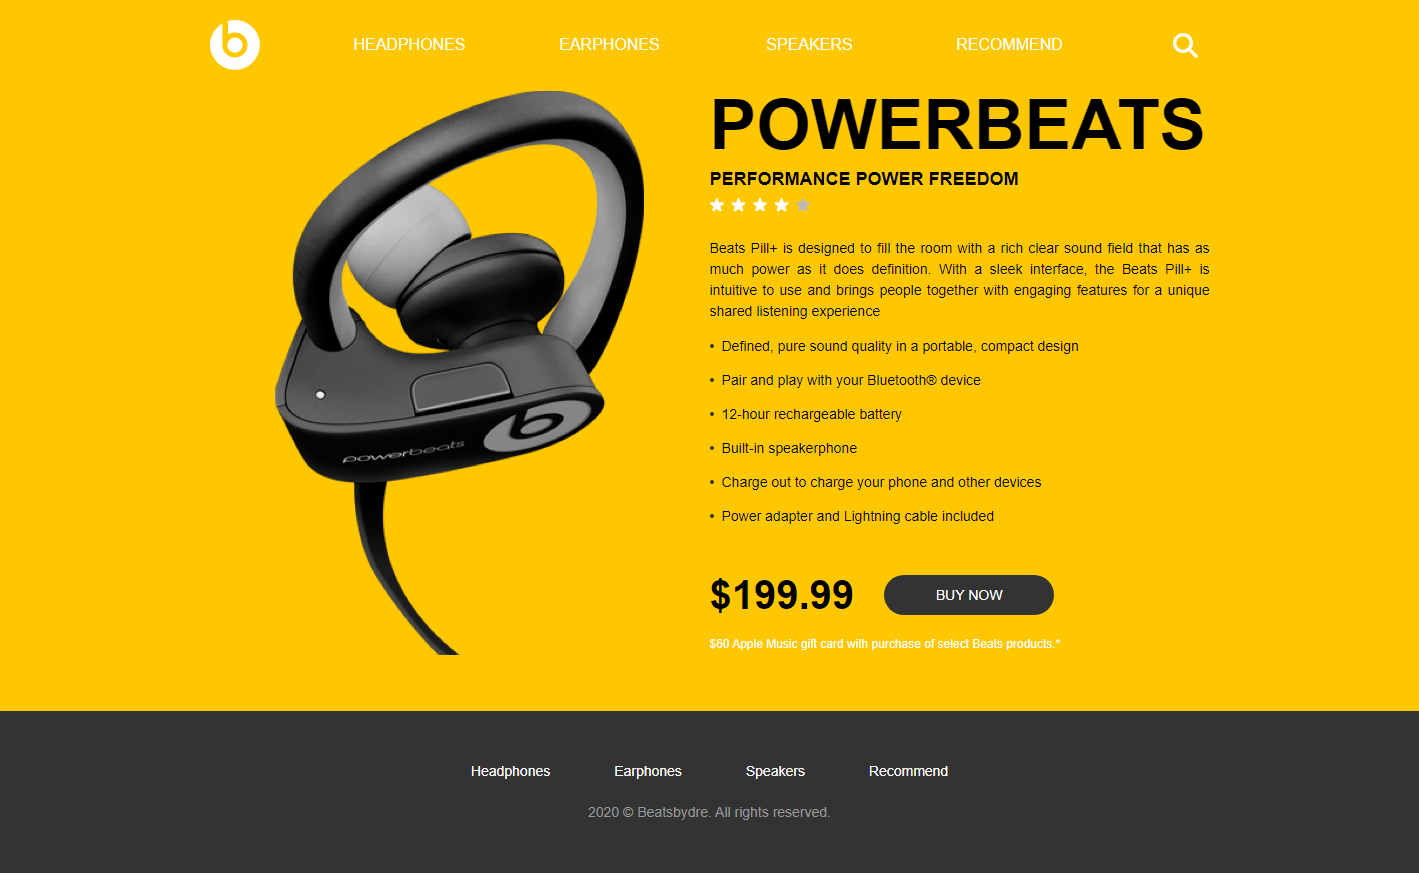 HEADPHONES EARPHONES SPEAKERS RECOMMEND
POWERBEATS
PERFORMANCE POWER FREEDOM
Beats Pill+ is designed to fill the room with a rich clear sound field that has as
much power as it does definition. With a sleek interface, the Beats Pill+ is
intuitive to use and brings people together with engaging features for a unique
shared listening experience
• Defined, pure sound quality in a portable, compact design
• Pair and play with your Bluetooth® device
• 12-hour rechargeable battery
• Built-in speakerphone
• Charge out to charge your phone and other devices
• Power adapter and Lightning cable included
powerbeats
$199.99 BUY NOW
$60 Apple Music gift card with purchase of select Beats products.*
Headphones Earphones Speakers Recommend
2020 © Beatsbydre. All rights reserved.